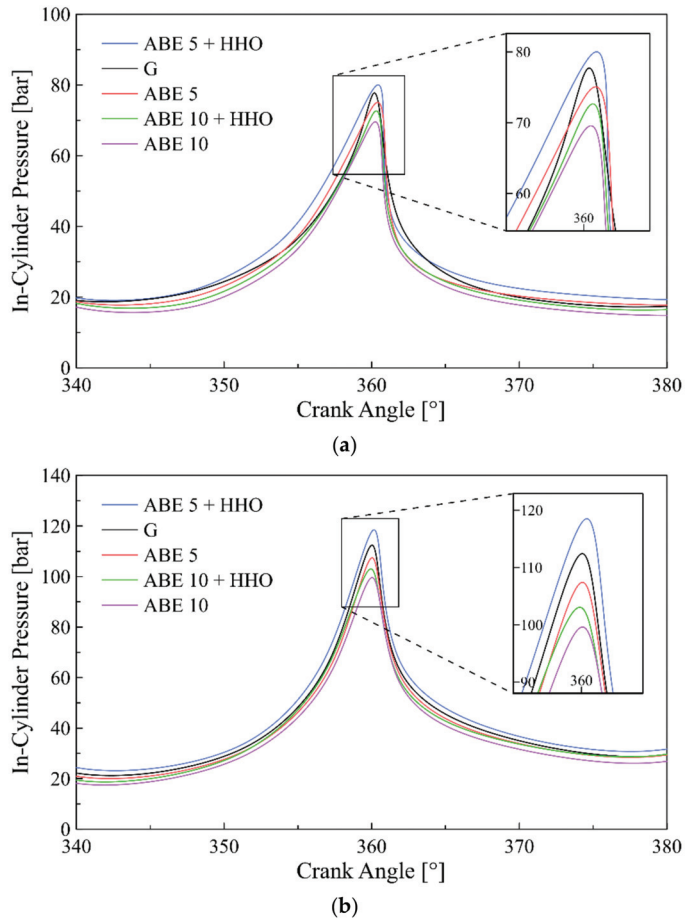 100
80
60
40
20
0
In-Cylinder Pressure [bar]
ABE 5 + HHO
G
ABE 5
ABE 10 + HHO
ABE 10
80
70
60
360
340
350
360
370
380
Crank Angle [°]
(a)
140
120
100
80
60
40
20
0
In-Cylinder Pressure [bar]
ABE 5 + HHO
G
ABE 5
ABE 10 + HHO
ABE 10
120
110
100
90
360
340
350
360
370
380
Crank Angle [°]
(b)